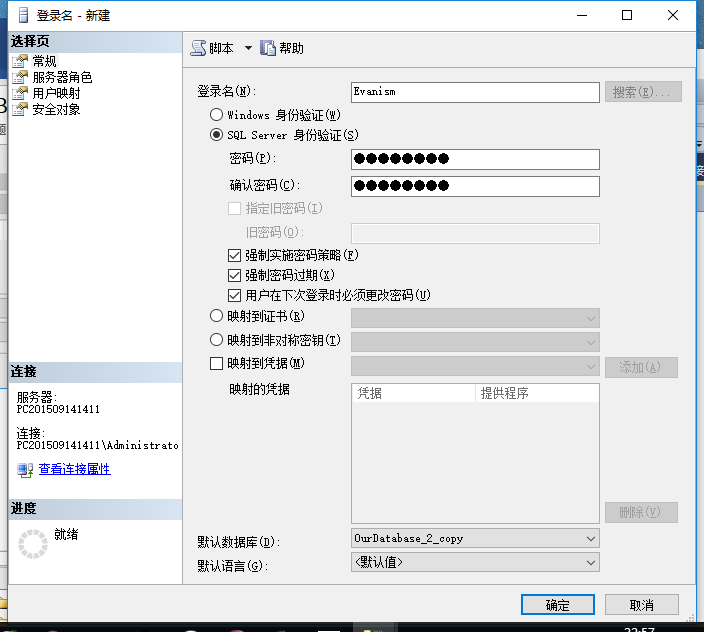 登录名 - 新建
选择页
常规
服务器角色
用户映射
安全对象
脚本 帮助
登录名(N): Evanism 搜索(E)...
Windows 身份验证(W)
SQL Server 身份验证(S)
密码(P): ●●●●●●●●
确认密码(C): ●●●●●●●●
指定旧密码(I)
旧密码(O):
强制实施密码策略(F)
强制密码过期(X)
用户在下次登录时必须更改密码(U)
映射到证书(R)
映射到非对称密钥(T)
映射到凭据(M) 添加(A)
映射的凭据 凭据 提供程序
删除(V)
默认数据库(D): OurDatabase_2_copy
默认语言(G): <默认值>
连接
服务器:
PC201509141411
连接:
PC201509141411\Administrato
查看连接属性
进度
就绪
确定 取消